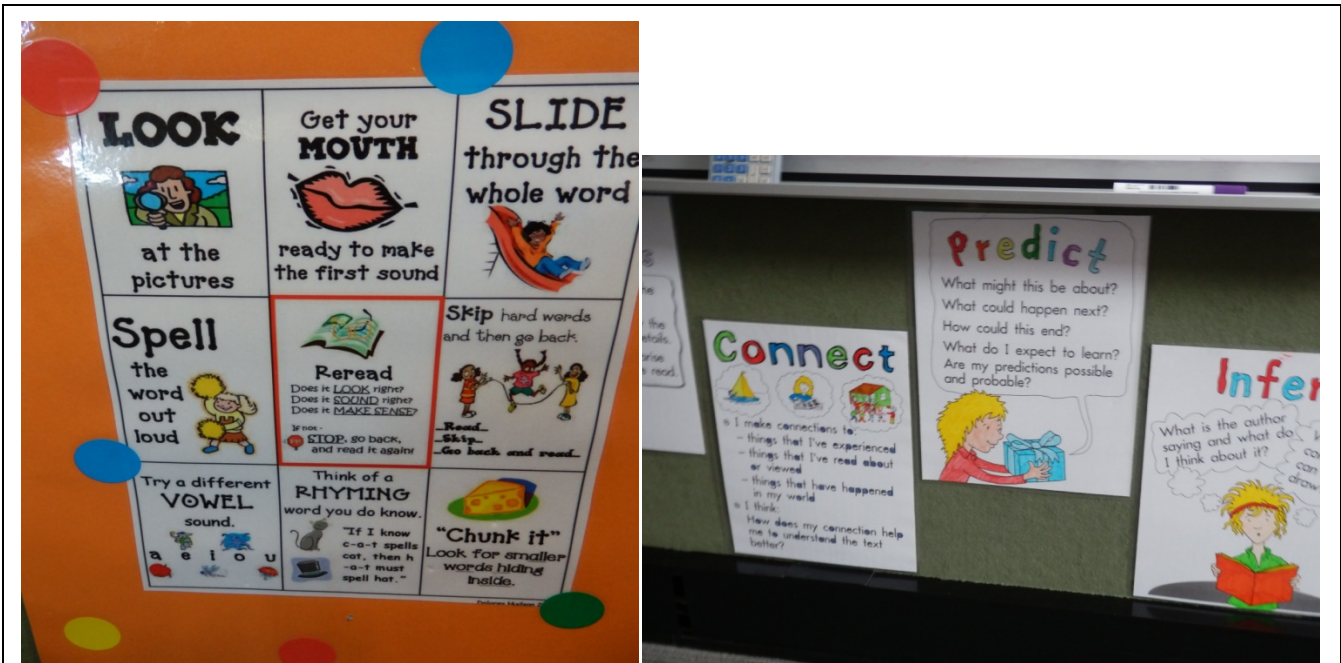 LOOK
at the
pictures
Get your
MOUTH
ready to make
the first sound
SLIDE
through the
whole word
Spell
the
word
out
loud
Reread
Does it LOOK right?
Does it SOUND right?
Does it MAKE SENSE?
If not -
STOP, go back,
and read it again!
Skip hard words
and then go back.
Read
Skip
Go back and read
Try a different
VOWEL
sound.
a e i o u
Think of a
RHYMING
word you do know.
"If I know
c-a-t spells
cat, then h
-a-t must
spell hat."
"Chunk it"
Look for smaller
words hiding
inside.
the
read.
Connect
I make connections to:
- things that I've experienced
- things that I've read about
or viewed
- things that have happened
in my world
I think:
How does my connection help
me to understand the text
better?
Predict
What might this be about?
What could happen next?
How could this end?
What do I expect to learn?
Are my predictions possible
and probable?
Infer
What is the author
saying and what do
I think about it?
can